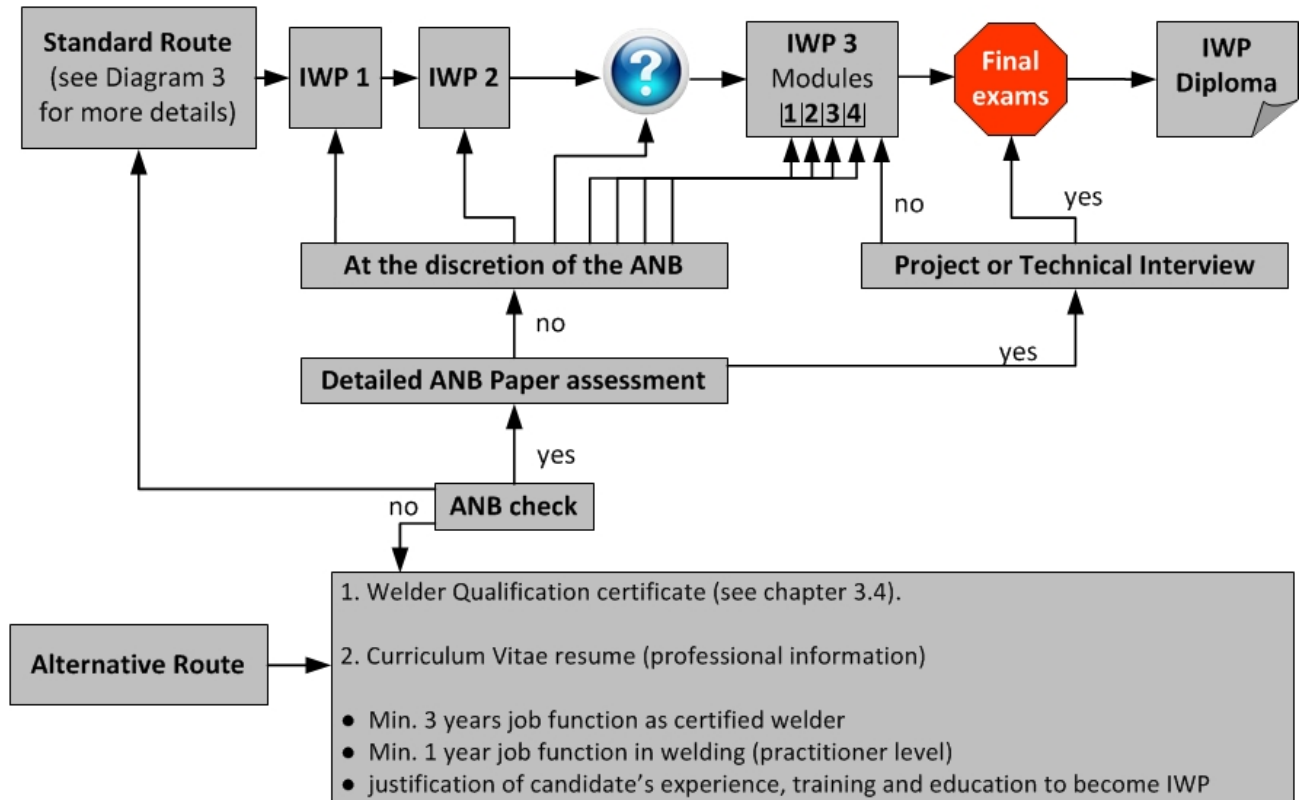 Standard Route
(see Diagram 3
for more details)
IWP 1
IWP 2
?
IWP 3
Modules
1 2 3 4
Final
exams
IWP
Diploma
no
yes
At the discretion of the ANB
Project or Technical Interview
no
yes
Detailed ANB Paper assessment
yes
no
ANB check
Alternative Route
1. Welder Qualification certificate (see chapter 3.4).
2. Curriculum Vitae resume (professional information)
● Min. 3 years job function as certified welder
● Min. 1 year job function in welding (practitioner level)
● justification of candidate's experience, training and education to become IWP